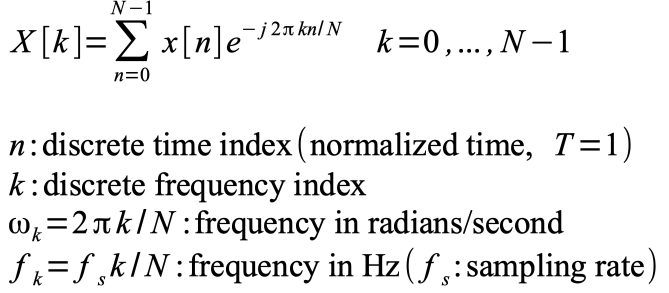 X[k]=∑_{n=0}^{N−1} x[n]e^{−j2πkn/N} k=0,...,N−1
n:discrete time index(normalized time, T=1)
k:discrete frequency index
ω_k=2πk/N:frequency in radians/second
f_k=f_s k/N:frequency in Hz(f_s:sampling rate)